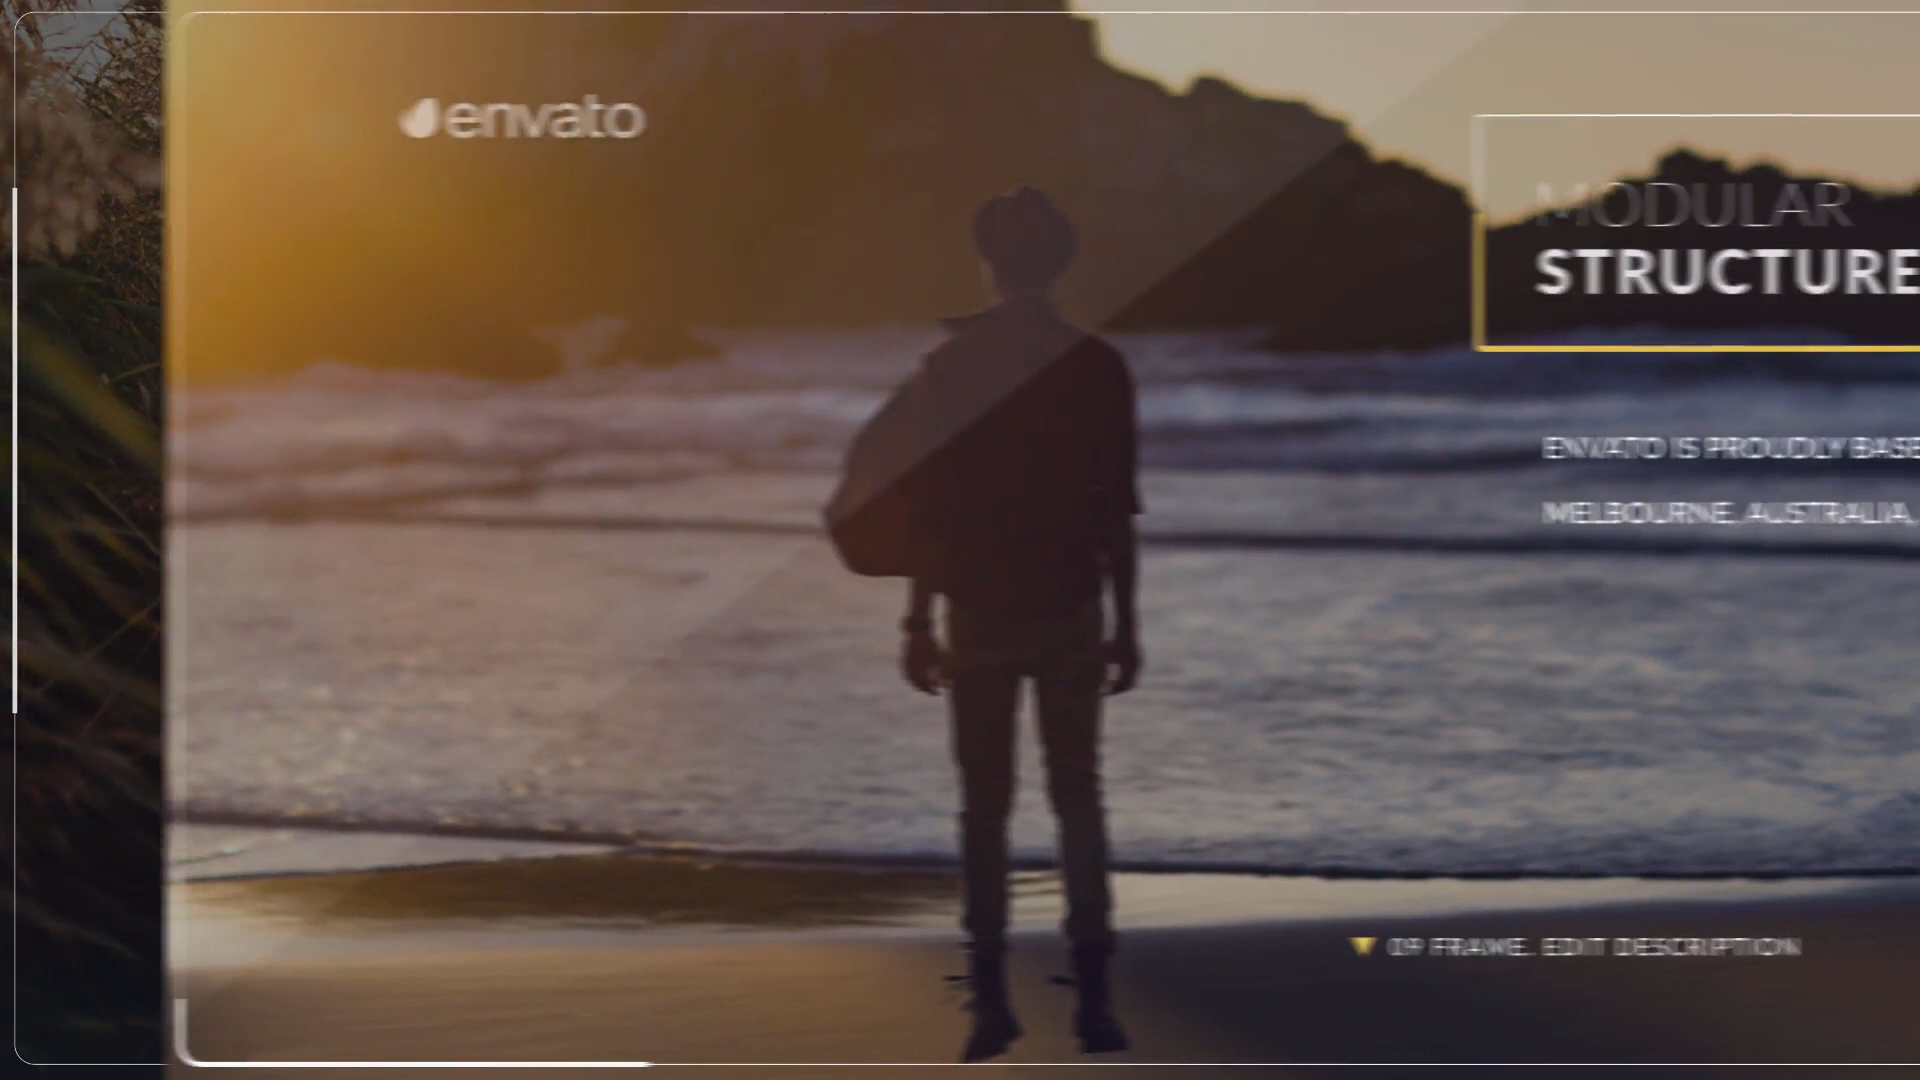 envato
MODULAR
STRUCTURE
ENVATO IS PROUDLY BASE
MELBOURNE, AUSTRALIA,
09 FRAME. EDIT DESCRIPTION